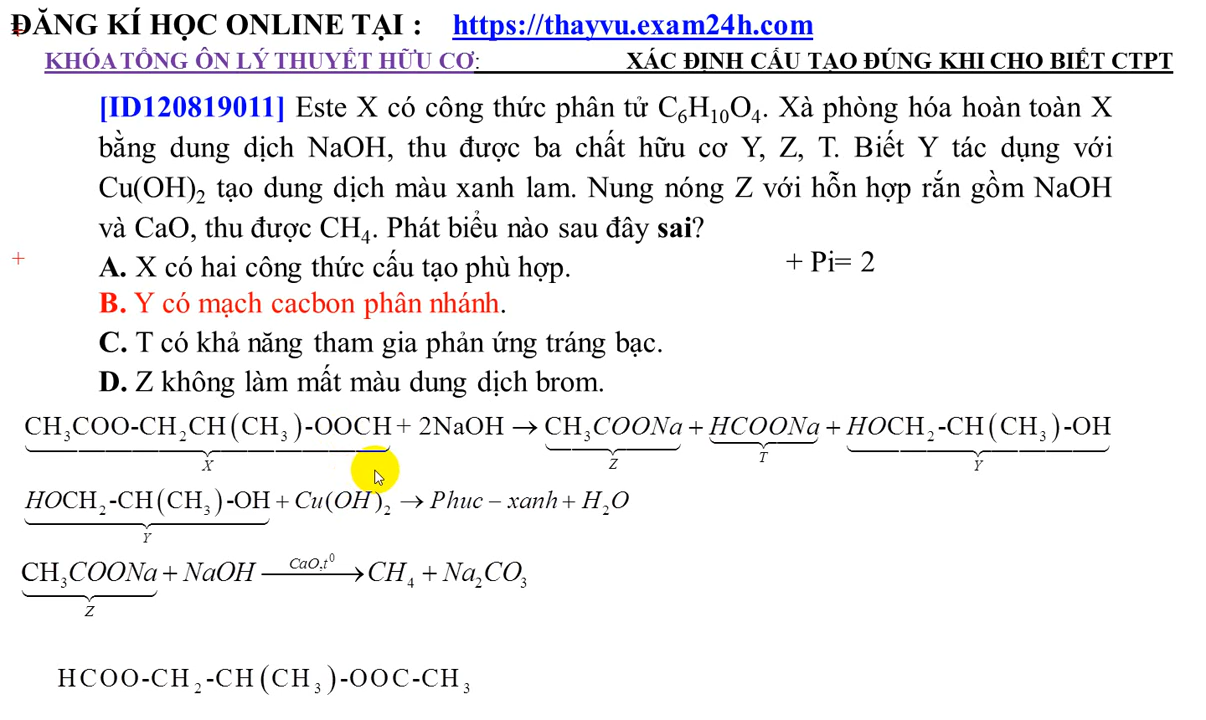 ĐĂNG KÍ HỌC ONLINE TẠI : https://thayvu.exam24h.com
KHÓA TỔNG ÔN LÝ THUYẾT HỮU CƠ: XÁC ĐỊNH CẤU TẠO ĐÚNG KHI CHO BIẾT CTPT
[ID120819011] Este X có công thức phân tử C₆H₁₀O₄. Xà phòng hóa hoàn toàn X
bằng dung dịch NaOH, thu được ba chất hữu cơ Y, Z, T. Biết Y tác dụng với
Cu(OH)₂ tạo dung dịch màu xanh lam. Nung nóng Z với hỗn hợp rắn gồm NaOH
và CaO, thu được CH₄. Phát biểu nào sau đây sai?
+ A. X có hai công thức cấu tạo phù hợp. + Pi= 2
B. Y có mạch cacbon phân nhánh.
C. T có khả năng tham gia phản ứng tráng bạc.
D. Z không làm mất màu dung dịch brom.
CH₃COO-CH₂CH(CH₃)-OOCH + 2NaOH → CH₃COONa + HCOONa + HOCH₂-CH(CH₃)-OH
X Z T Y
HOCH₂-CH(CH₃)-OH + Cu(OH)₂ → Phuc − xanh + H₂O
Y
CaO,t⁰
CH₃COONa + NaOH → CH₄ + Na₂CO₃
Z
HCOO-CH₂-CH(CH₃)-OOC-CH₃